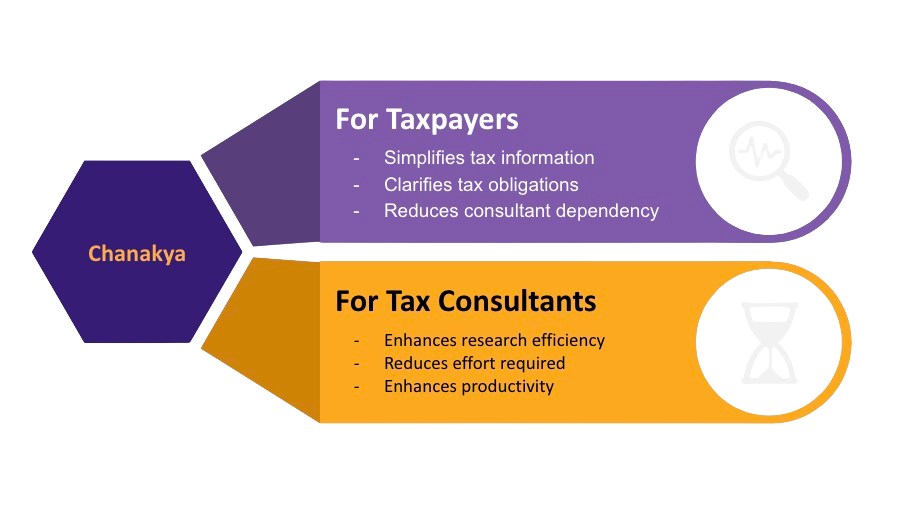 Chanakya
For Taxpayers
- Simplifies tax information
- Clarifies tax obligations
- Reduces consultant dependency
For Tax Consultants
- Enhances research efficiency
- Reduces effort required
- Enhances productivity